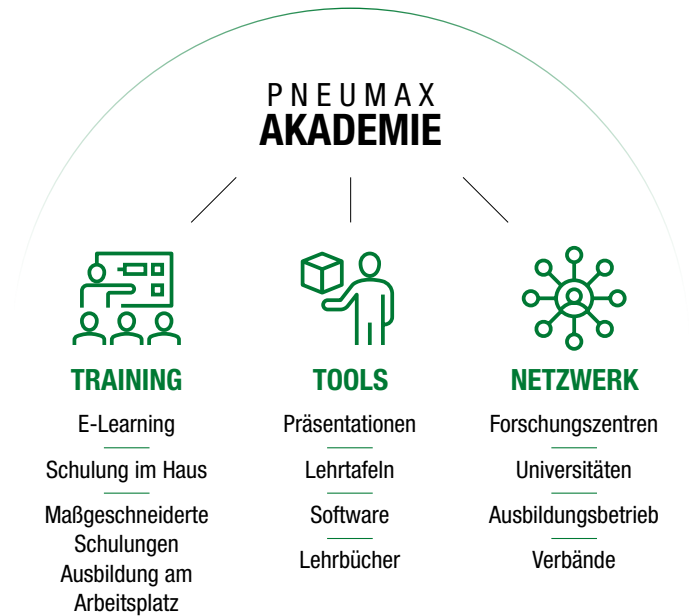 PNEUMAX
AKADEMIE
TRAINING
E-Learning
Schulung im Haus
Maßgeschneiderte
Schulungen
Ausbildung am
Arbeitsplatz
TOOLS
Präsentationen
Lehrtafeln
Software
Lehrbücher
NETZWERK
Forschungszentren
Universitäten
Ausbildungsbetrieb
Verbände